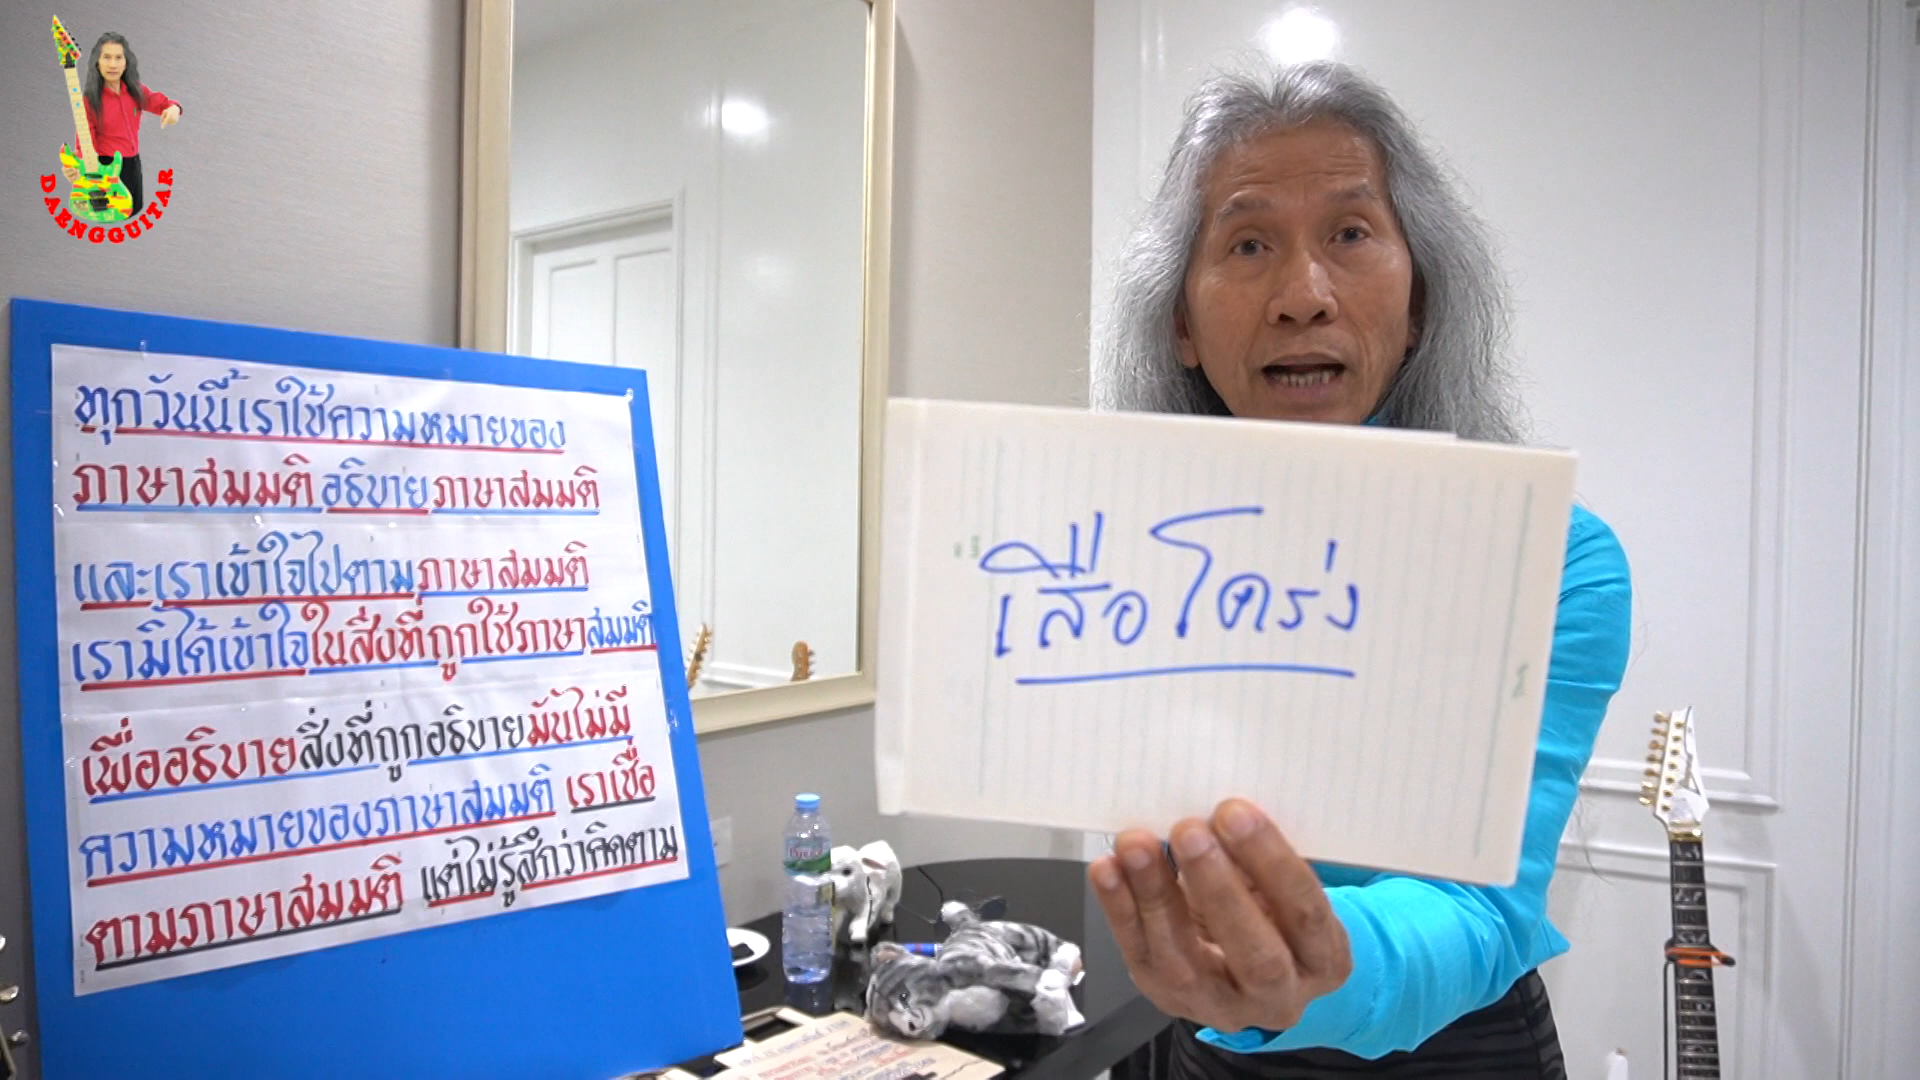 DAENGGUITAR
ทุกวันนี้เราใช้ความหมายของ
ภาษาสมมติอธิบายภาษาสมมติ
และเราเข้าใจไปตามภาษาสมมติ
เรามิได้เข้าใจในสิ่งที่ถูกใช้ภาษาสมมติ
เพื่ออธิบายสิ่งที่ถูกอธิบายมันไม่มี
ความหมายของภาษาสมมติ เราเชื่อ
ตามภาษาสมมติ แต่ไม่รู้สึกว่าคิดตาม
เสือโคร่ง